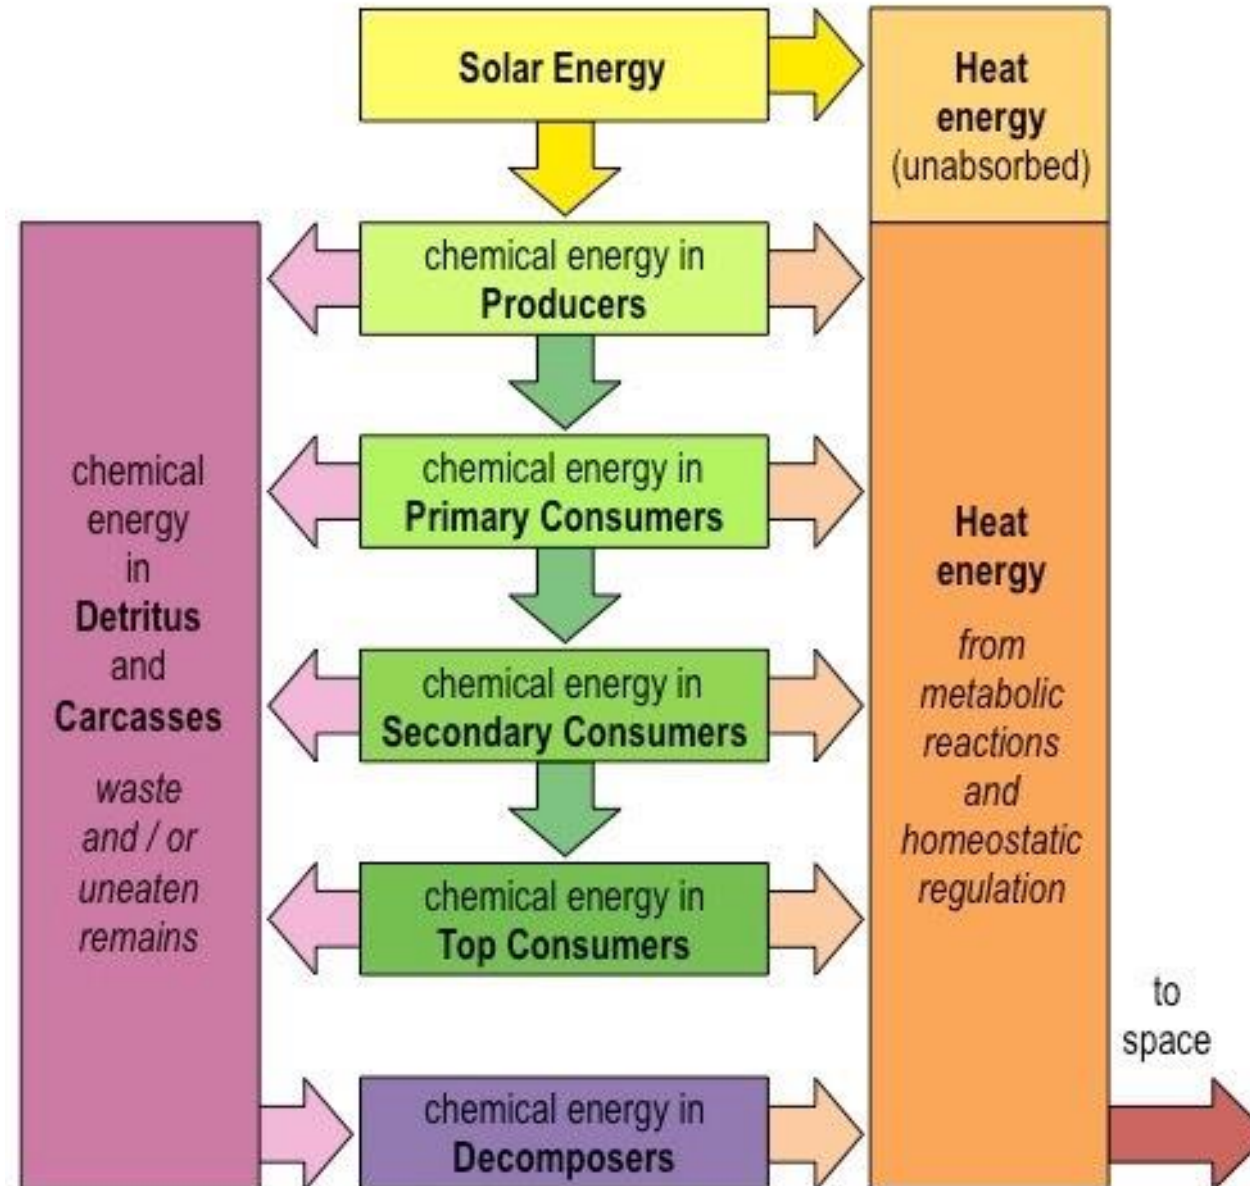 Solar Energy
Heat
energy
(unabsorbed)
chemical energy in
Producers
chemical energy in
Primary Consumers
chemical energy in
Secondary Consumers
chemical energy in
Top Consumers
chemical energy in
Decomposers
chemical
energy
in
Detritus
and
Carcasses
waste
and / or
uneaten
remains
Heat
energy
from
metabolic
reactions
and
homeostatic
regulation
to
space